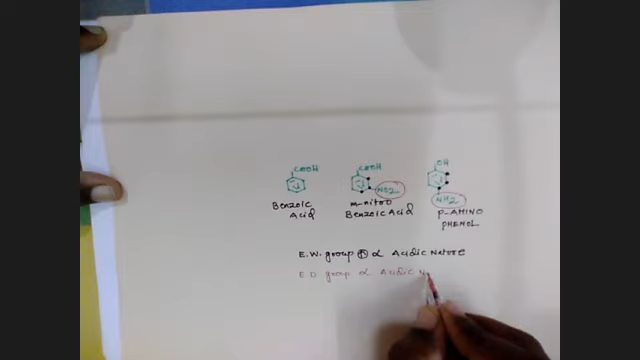 COOH COOH OH
NO2 NH2
Benzoic Acid
m-nitro Benzoic Acid
P-AMINO PHENOL
E.W. group ↑ α Acidic Nature
E.D. group α Acidic N